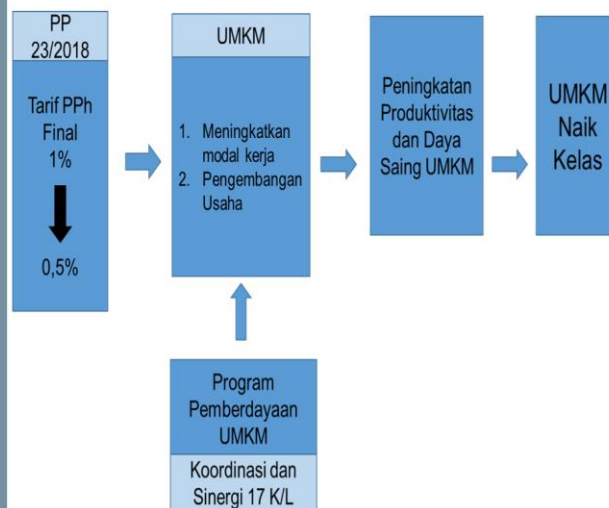 PP
23/2018
Tarif PPh
Final
1%
0,5%
UMKM
1. Meningkatkan
modal kerja
2. Pengembangan
Usaha
Peningkatan
Produktivitas
dan Daya
Saing UMKM
UMKM
Naik
Kelas
Program
Pemberdayaan
UMKM
Koordinasi dan
Sinergi 17 K/L